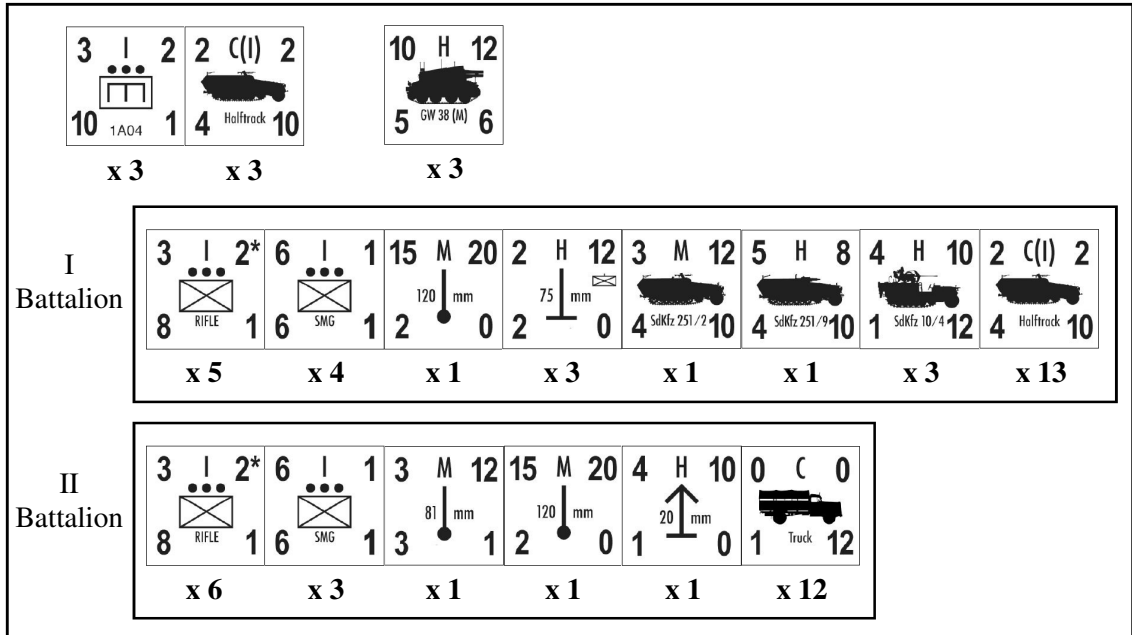 3 I 2 2 C(I) 2 10 H 12
1A04 Halftrack GW 38 (M)
10 1 4 10 5 6
x 3 x 3 x 3
I
Battalion
3 I 2* 6 I 1 15 M 20 2 H 12 3 M 12 5 H 8 4 H 10 2 C(I) 2
120 mm 75 mm
RIFLE SMG SdKfz 251/2 SdKfz 251/9 SdKfz 10/4 Halftrack
8 1 6 1 2 0 2 0 4 10 4 10 1 12 4 10
x 5 x 4 x 1 x 3 x 1 x 1 x 3 x 13
II
Battalion
3 I 2* 6 I 1 3 M 12 15 M 20 4 H 10 0 C 0
81 mm 120 mm 20 mm
RIFLE SMG Truck
8 1 6 1 3 1 2 0 1 0 1 12
x 6 x 3 x 1 x 1 x 1 x 12